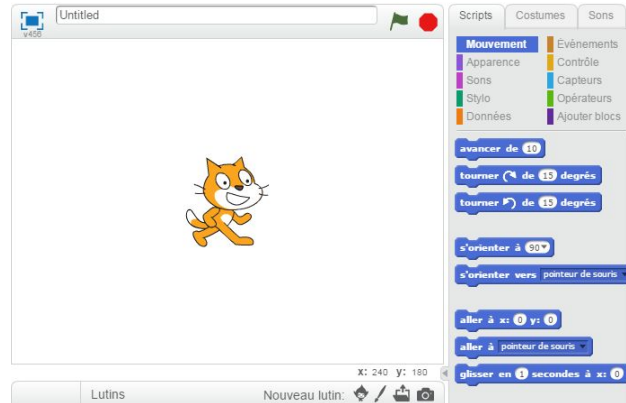 Untitled
v456
Scripts Costumes Sons
Mouvement Événements
Apparence Contrôle
Sons Capteurs
Stylo Opérateurs
Données Ajouter blocs
avancer de 10
tourner de 15 degrés
tourner de 15 degrés
s'orienter à 90
s'orienter vers pointeur de souris
aller à x: 0 y: 0
aller à pointeur de souris
glisser en 1 secondes à x: 0
X: 240 y: 180
Lutins Nouveau lutin: